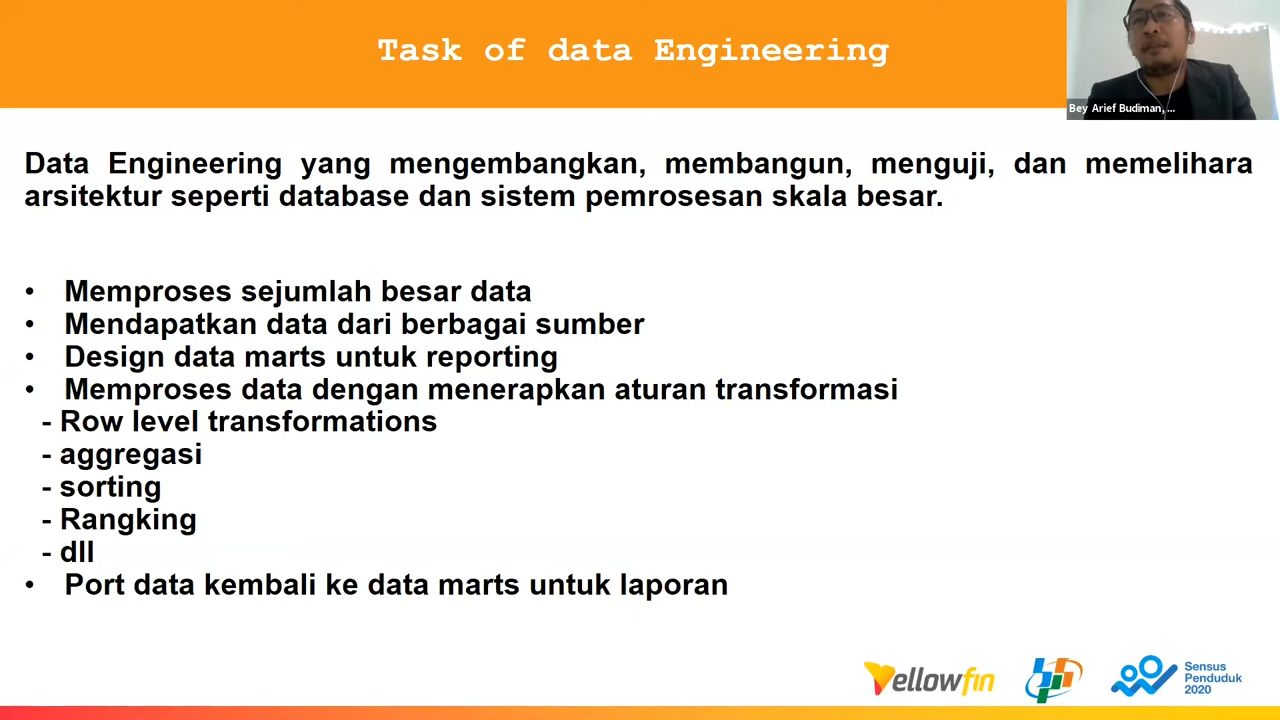 Task of data Engineering
Bey Arief Budiman, ...
Data Engineering yang mengembangkan, membangun, menguji, dan memelihara
arsitektur seperti database dan sistem pemrosesan skala besar.
• Memproses sejumlah besar data
• Mendapatkan data dari berbagai sumber
• Design data marts untuk reporting
• Memproses data dengan menerapkan aturan transformasi
- Row level transformations
- aggregasi
- sorting
- Rangking
- dll
• Port data kembali ke data marts untuk laporan
Yellowfin
Sensus
Penduduk
2020